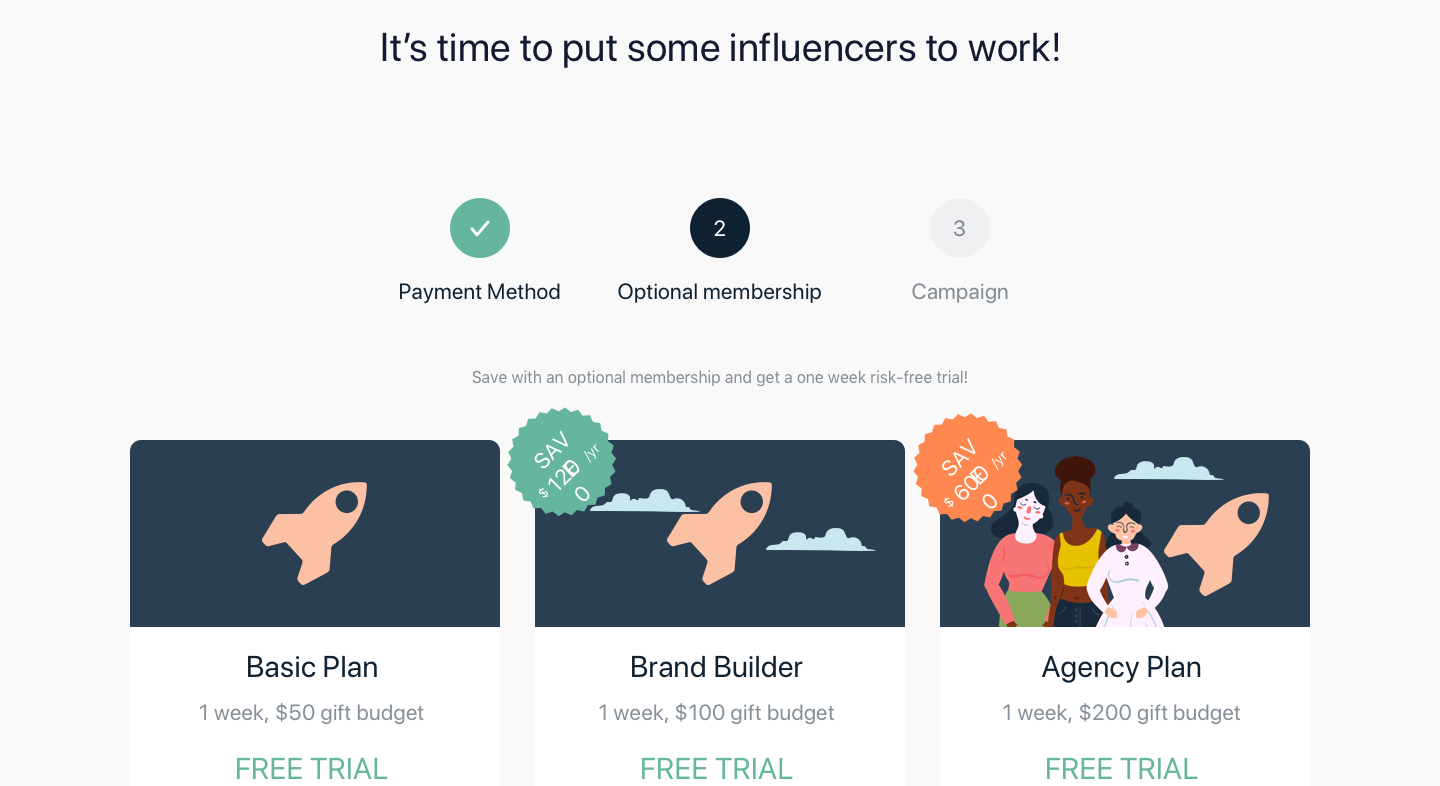 It’s time to put some influencers to work!
2
3
Payment Method
Optional membership
Campaign
Save with an optional membership and get a one week risk-free trial!
SAV
E
$ 120 /yr
0
SAV
E
$ 600 /yr
0
Basic Plan
Brand Builder
Agency Plan
1 week, $50 gift budget
1 week, $100 gift budget
1 week, $200 gift budget
FREE TRIAL
FREE TRIAL
FREE TRIAL